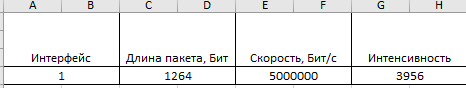 A B C D E F G H
Интерфейс Длина пакета, Бит Скорость, Бит/с Интенсивность
1 1264 5000000 3956